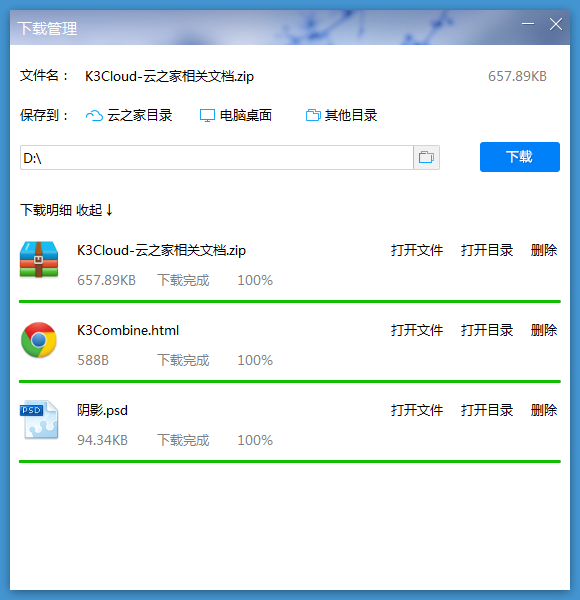 下载管理
文件名： K3Cloud-云之家相关文档.zip 657.89KB
保存到： 云之家目录 电脑桌面 其他目录
D:\ 下载
下载明细 收起↓
K3Cloud-云之家相关文档.zip 打开文件 打开目录 删除
657.89KB 下载完成 100%
K3Combine.html 打开文件 打开目录 删除
588B 下载完成 100%
PSD 阴影.psd 打开文件 打开目录 删除
94.34KB 下载完成 100%